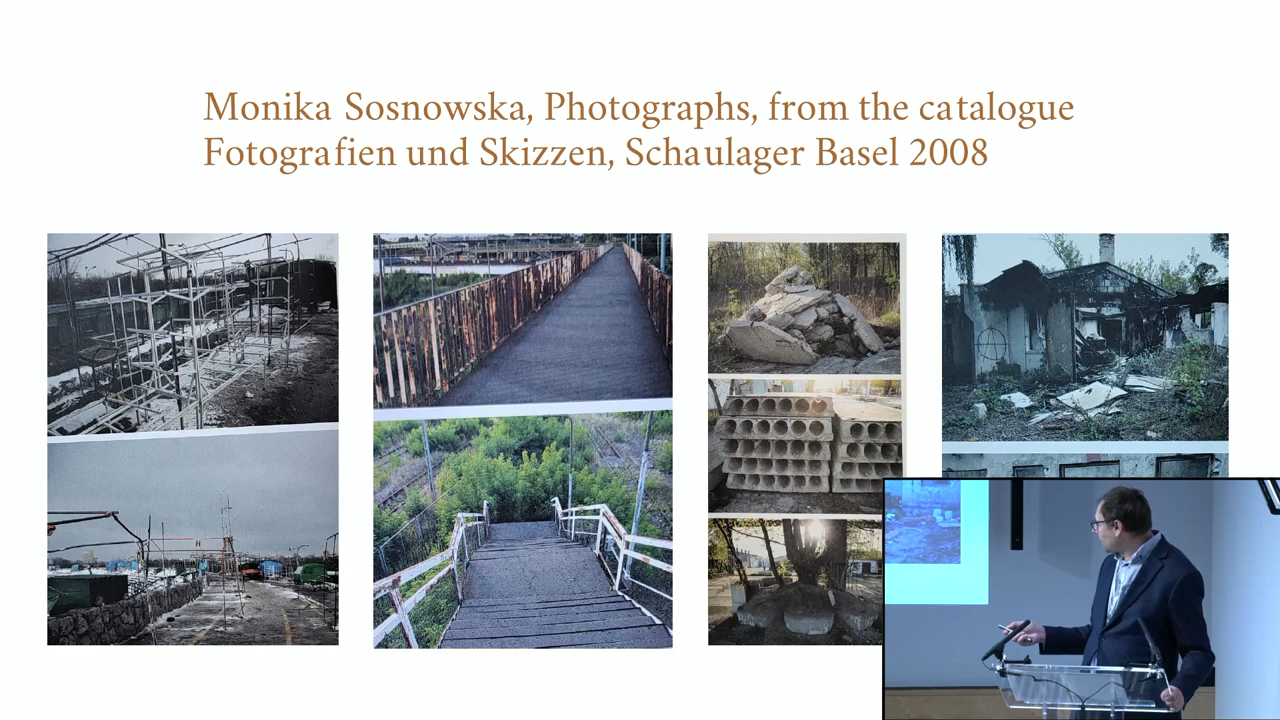 Monika Sosnowska, Photographs, from the catalogue
Fotografien und Skizzen, Schaulager Basel 2008